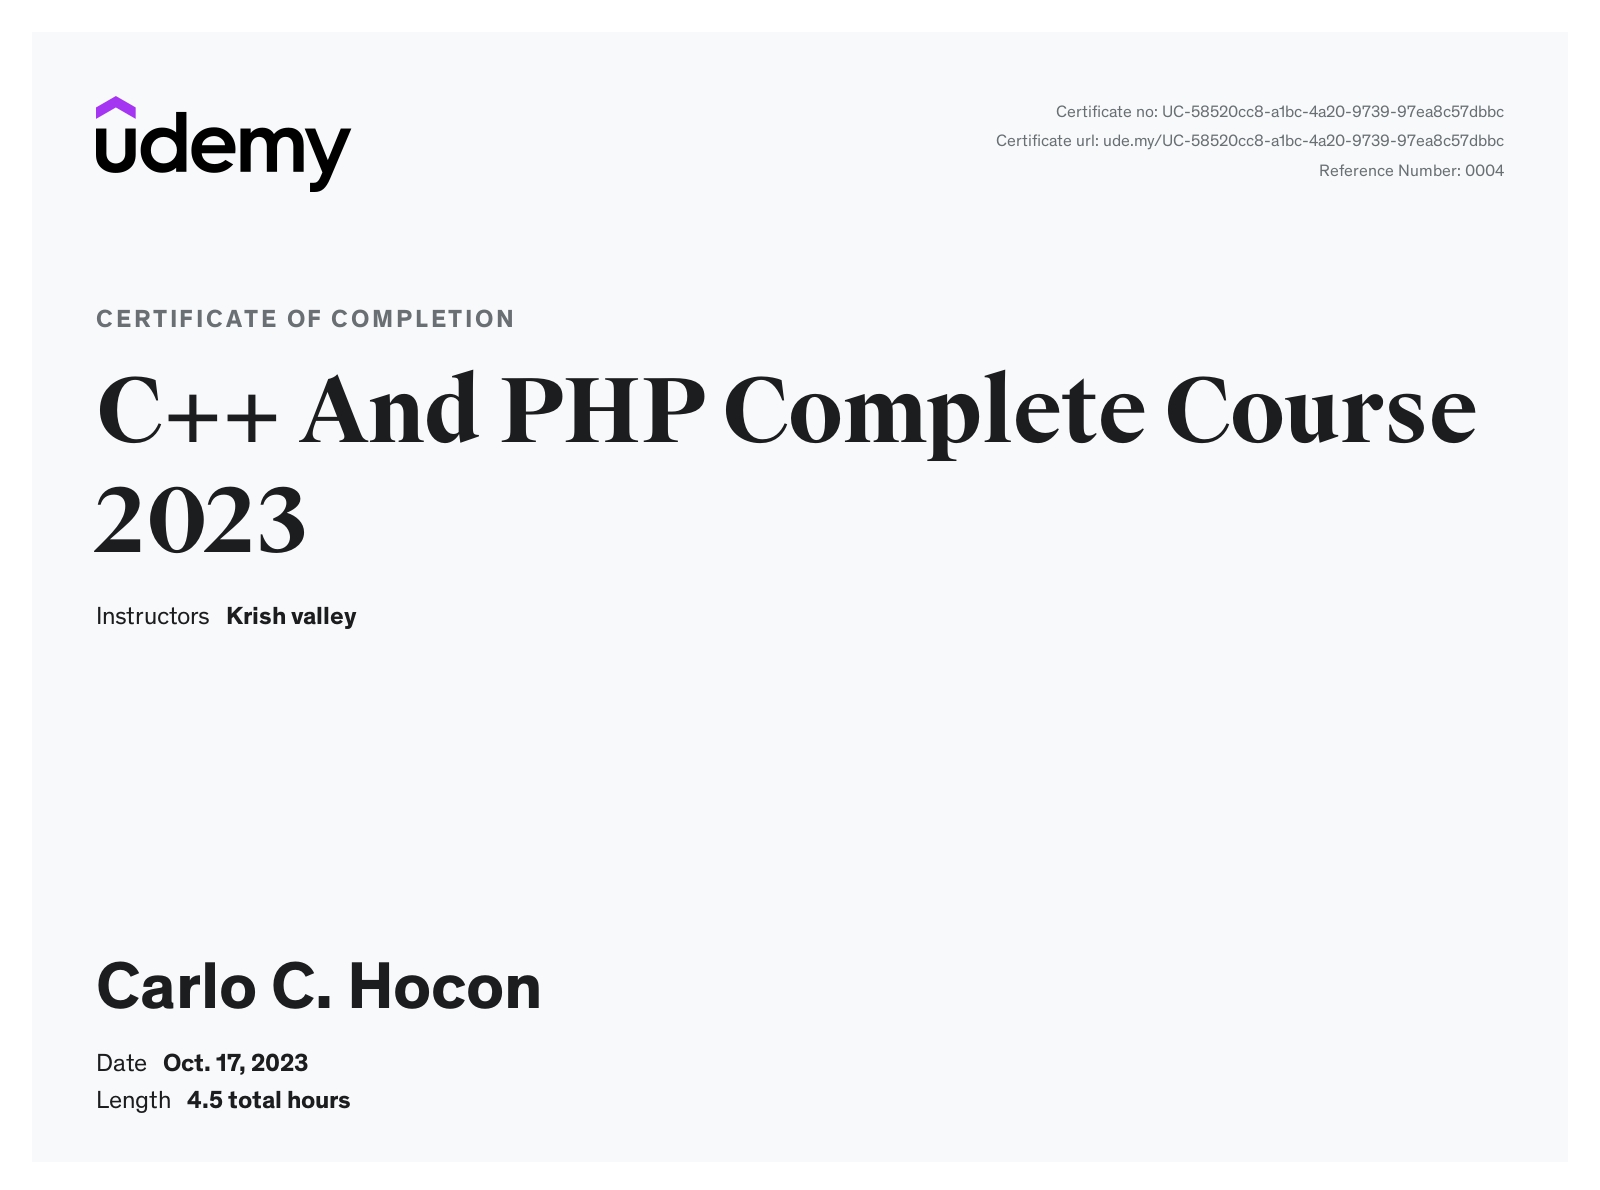 udemy
Certificate no: UC-58520cc8-a1bc-4a20-9739-97ea8c57dbbc
Certificate url: ude.my/UC-58520cc8-a1bc-4a20-9739-97ea8c57dbbc
Reference Number: 0004
CERTIFICATE OF COMPLETION
C++ And PHP Complete Course
2023
Instructors Krish valley
Carlo C. Hocon
Date Oct. 17, 2023
Length 4.5 total hours